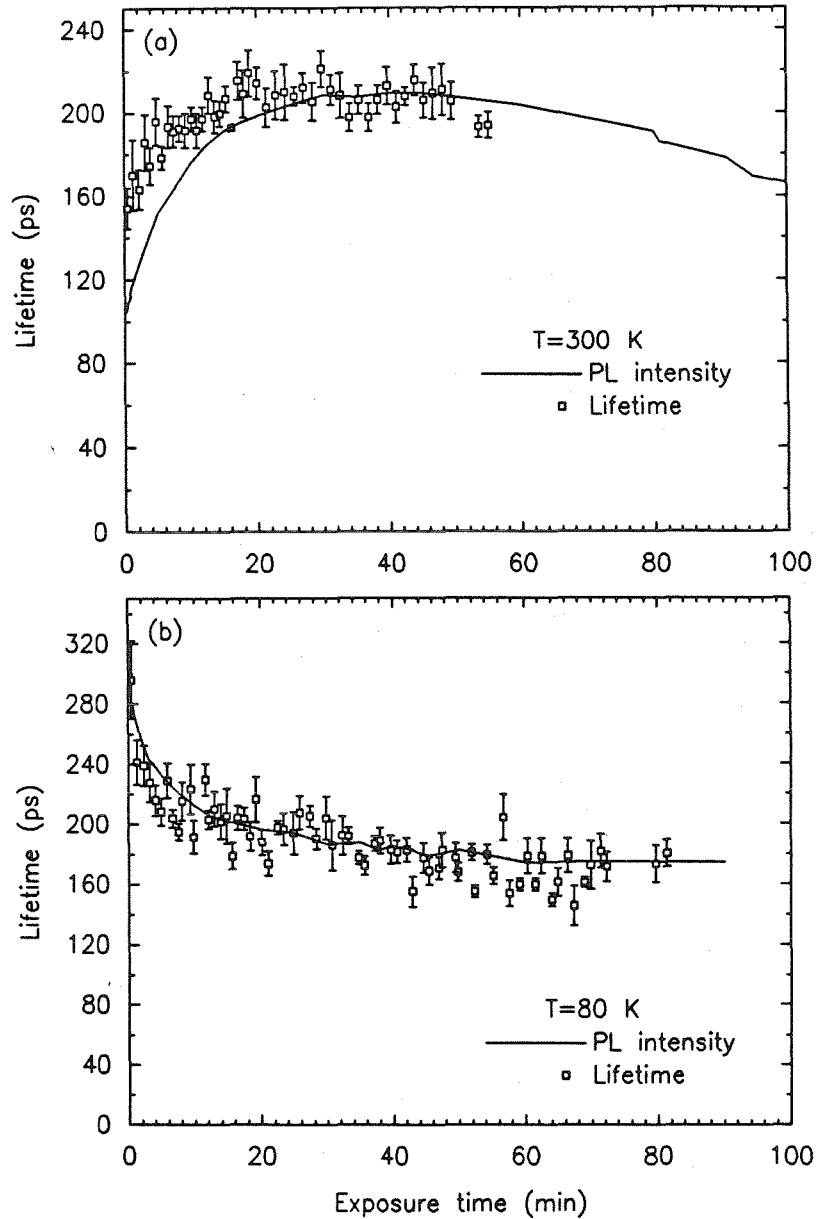 (a)
240
200
160
120
80
40
0
Lifetime (ps)
T=300 K
PL intensity
Lifetime
0 20 40 60 80 100
(b)
320
280
240
200
160
120
80
40
0
Lifetime (ps)
T=80 K
PL intensity
Lifetime
0 20 40 60 80 100
Exposure time (min)